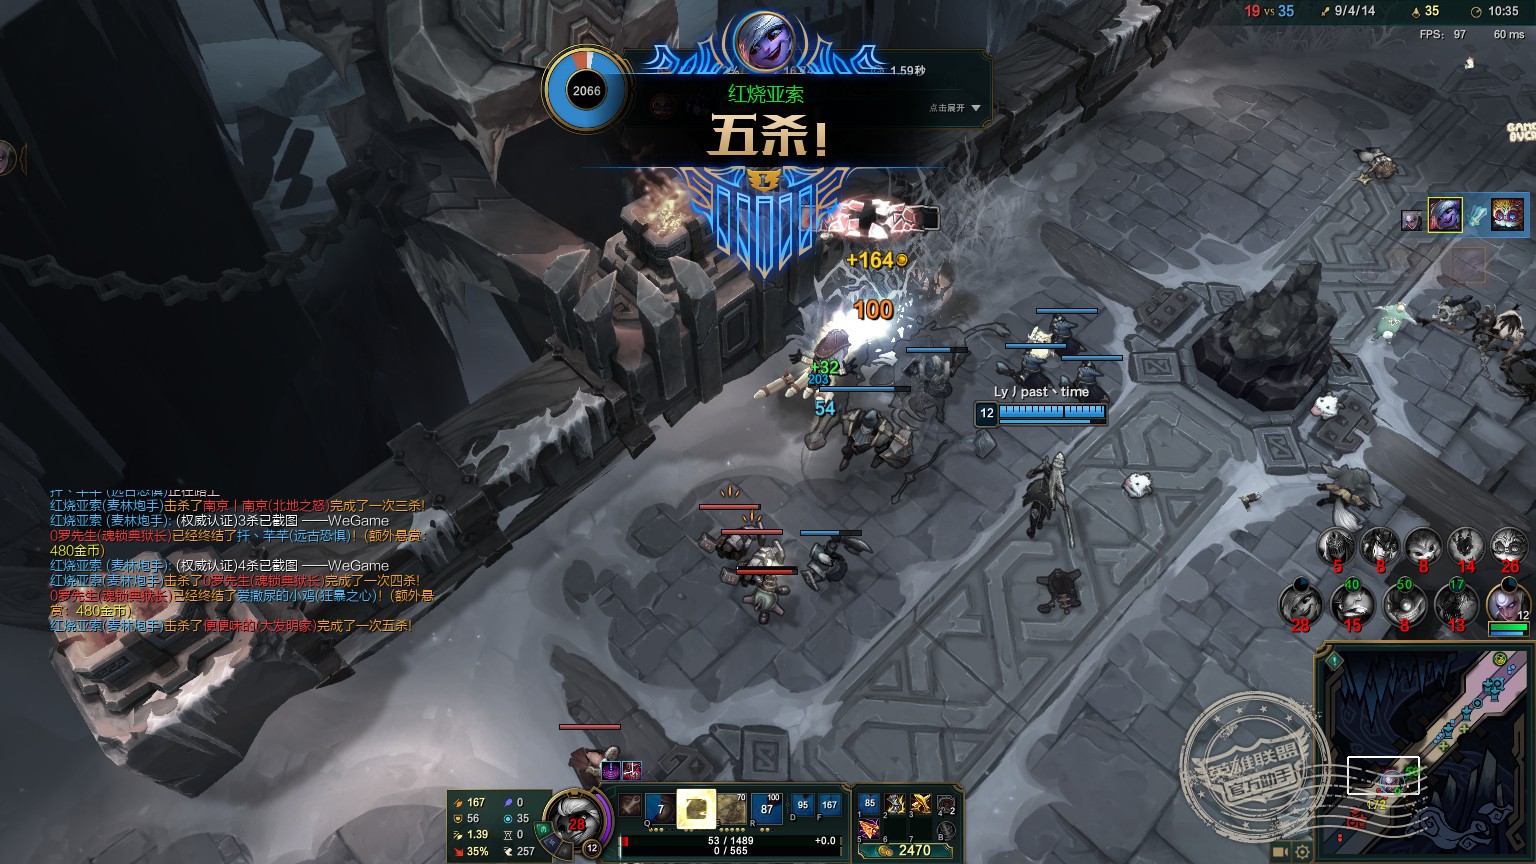 19 vs 35 9/4/14 35 10:35
FPS: 97 60 ms
2066
1.59秒
点击展开
红烧亚索
五杀!
+164
100
+32
203
54
Ly丿past丶time
12
红烧亚索(麦林炮手)击杀了南京丨南京(北地之怒)完成了一次三杀!
红烧亚索 (麦林炮手): (权威认证)3杀已截图 ——WeGame
0罗先生(魂锁典狱长)已经终结了扦丶芊芊(远古恐惧)! (额外悬赏:
480金币)
红烧亚索 (麦林炮手): (权威认证)4杀已截图 ——WeGame
红烧亚索(麦林炮手)击杀了0罗先生(魂锁典狱长)完成了一次四杀!
0罗先生(魂锁典狱长)已经终结了爱撒尿的小鸡(狂暴之心)! (额外悬
赏: 480金币)
红烧亚索(麦林炮手)击杀了便便味的(大发明家)完成了一次五杀!
5 8 8 14 26
40 50 17
28 15 8 13 12
英雄联盟
官方助手
172
167 0
56 35
1.39 0
35% 257
28
12
7 70 100 87 95 167
Q R D F
53 / 1489 +0.0
0 / 565
85
1 2 3 4 2
5 6 7 B
2470